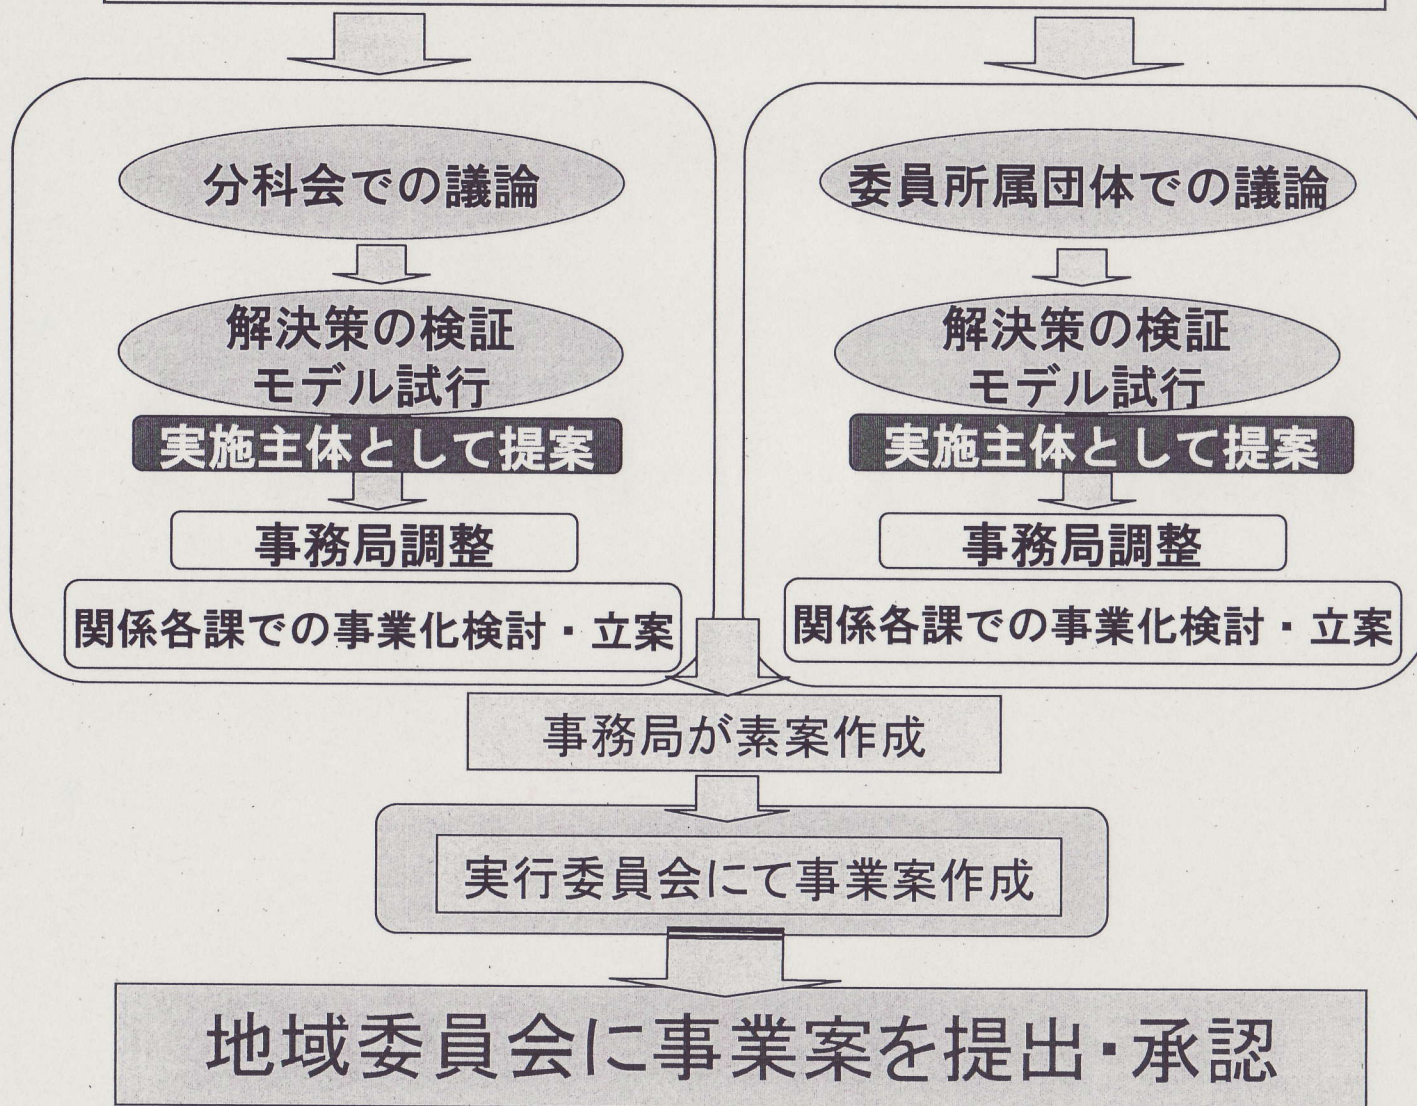 分科会での議論
解決策の検証
モデル試行
実施主体として提案
事務局調整
関係各課での事業化検討・立案
委員所属団体での議論
解決策の検証
モデル試行
実施主体として提案
事務局調整
関係各課での事業化検討・立案
事務局が素案作成
実行委員会にて事業案作成
地域委員会に事業案を提出・承認